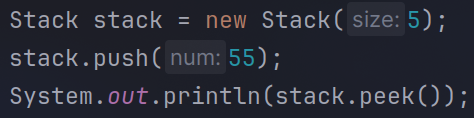 Stack stack = new Stack( size: 5);
stack.push( num: 55);
System.out.println(stack.peek());